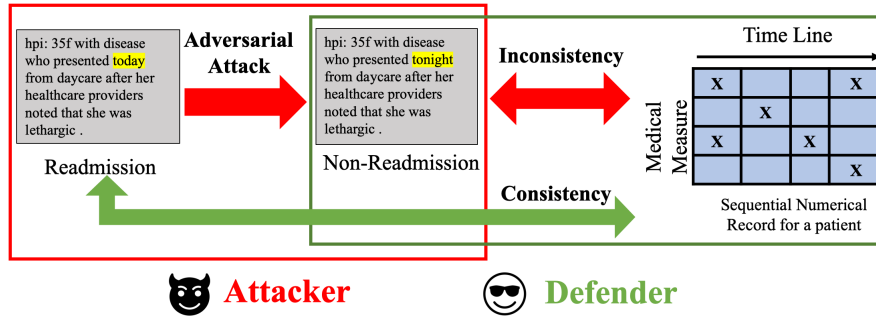 hpi: 35f with disease
who presented today
from daycare after her
healthcare providers
noted that she was
lethargic .
Readmission
Adversarial
Attack
hpi: 35f with disease
who presented tonight
from daycare after her
healthcare providers
noted that she was
lethargic .
Non-Readmission
Inconsistency
Consistency
Time Line
Medical
Measure
X X
X
X X
X
Sequential Numerical
Record for a patient
Attacker
Defender